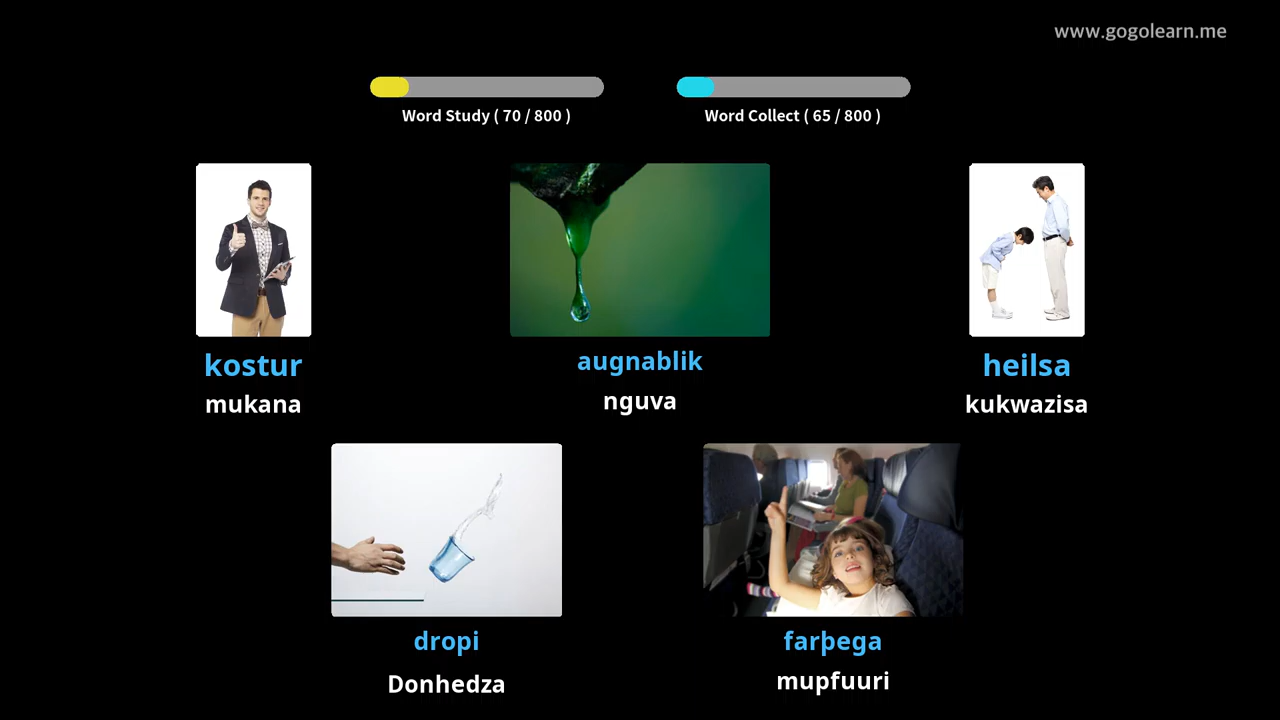 www.gogolearn.me
Word Study ( 70 / 800 )
Word Collect ( 65 / 800 )
kostur
mukana
augnablik
nguva
heilsa
kukwazisa
dropi
Donhedza
farþega
mupfuuri